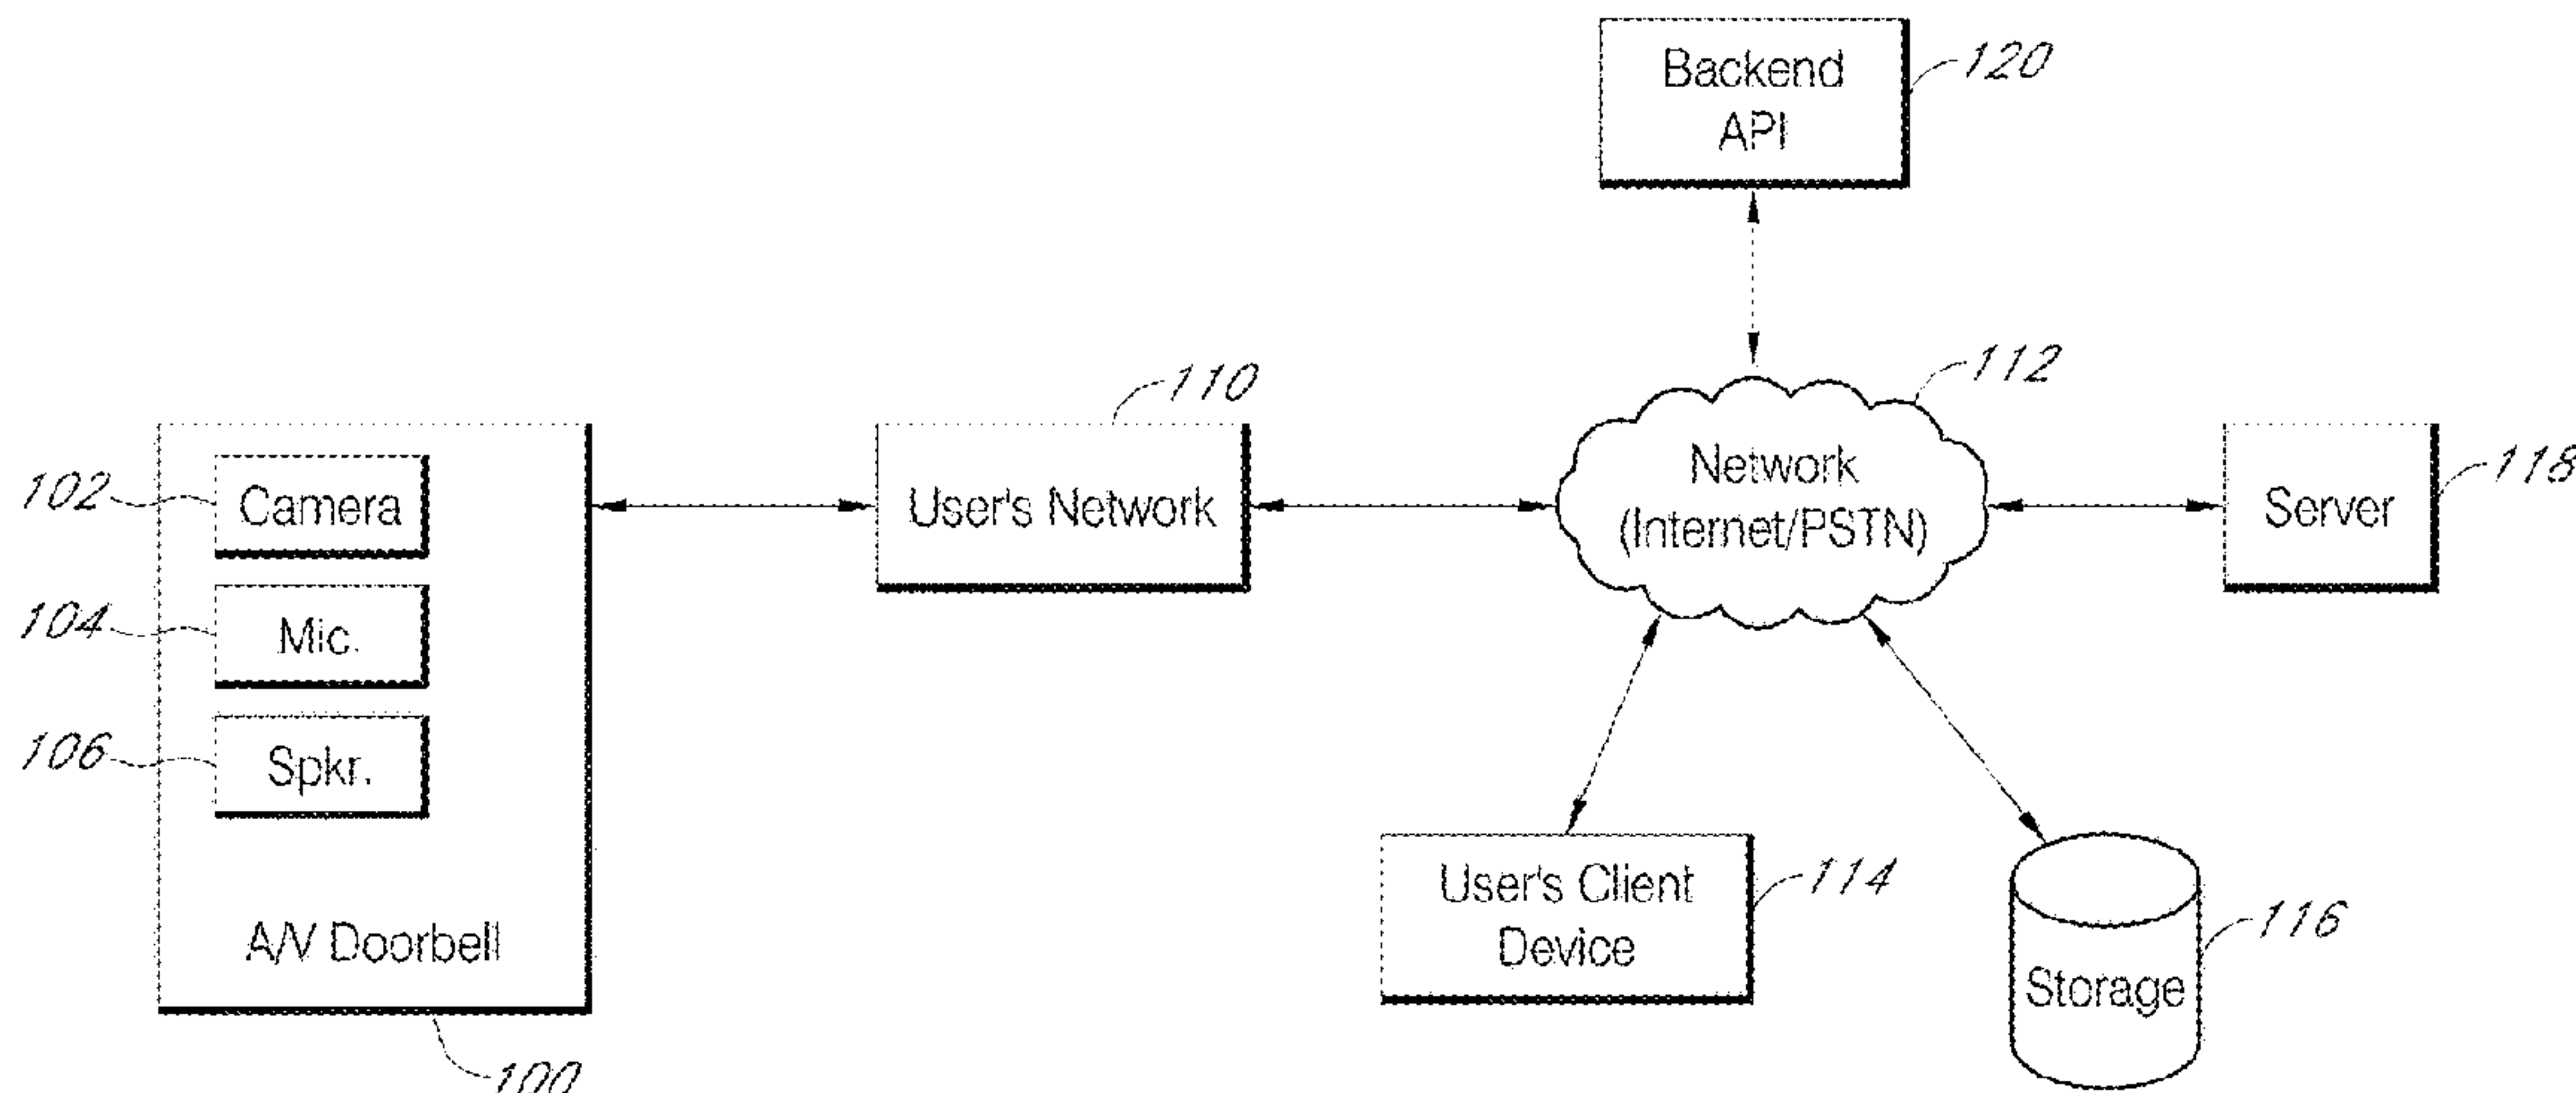 Backend
API
120
110
112
102
Camera
User's Network
Network
(Internet/PSTN)
Server
118
104
Mic.
106
Spkr.
A/V Doorbell
100
User's Client
Device
114
Storage
116